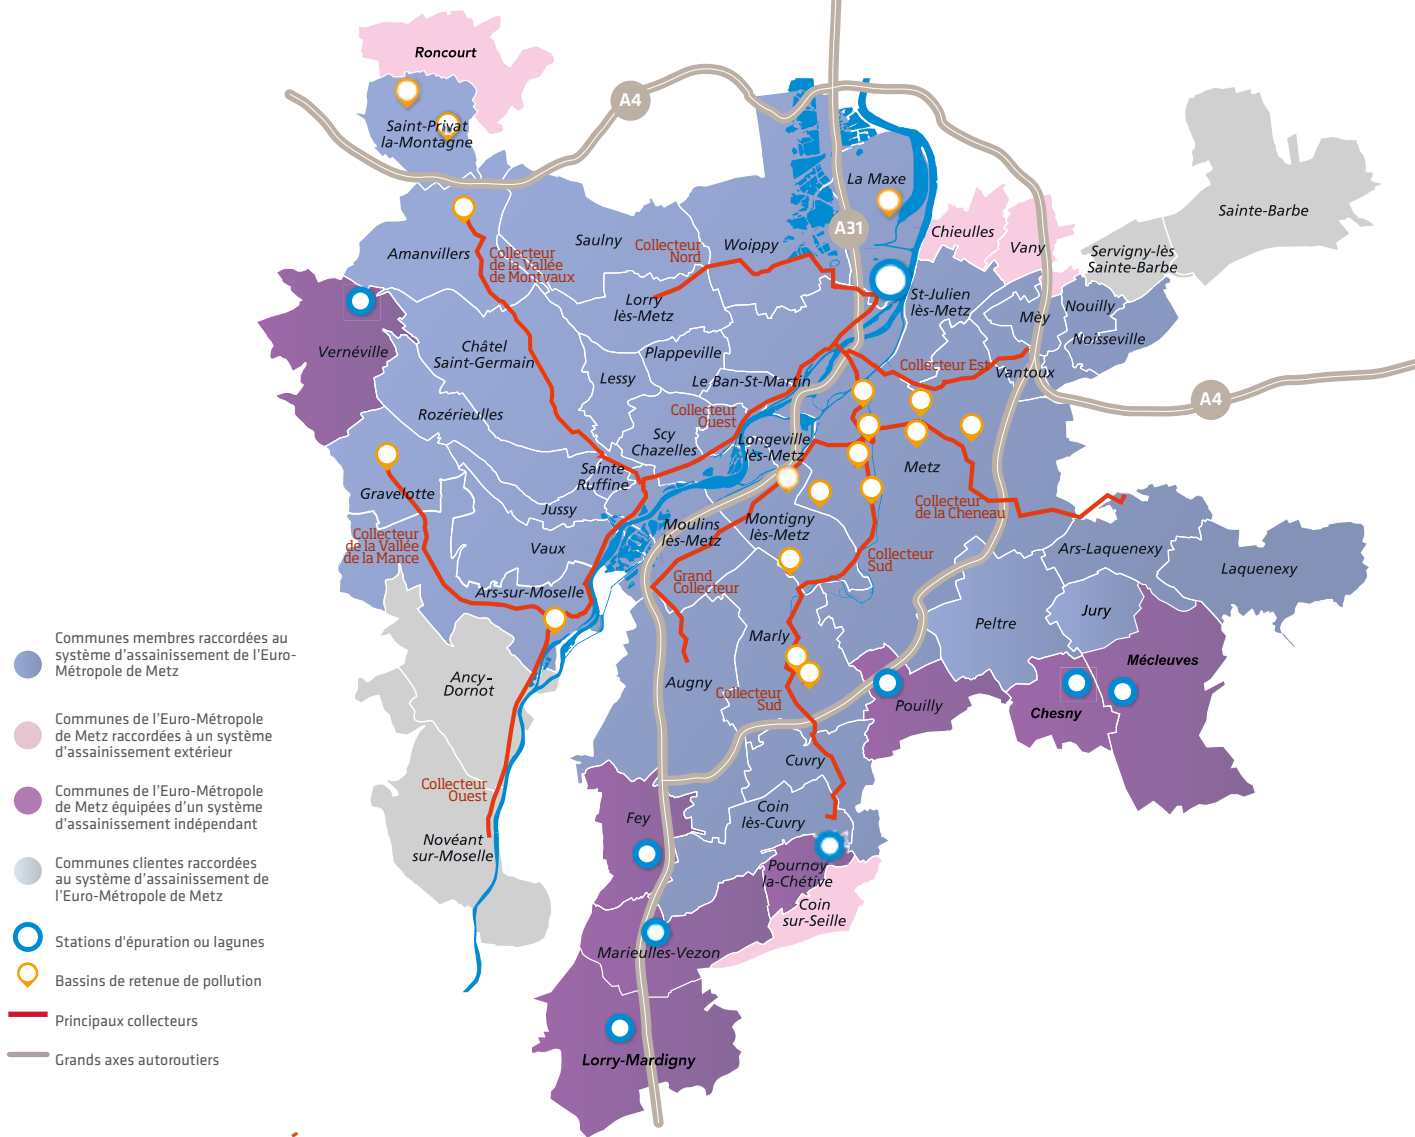 Roncourt
A4
Saint-Privat
la-Montagne
La Maxe
Sainte-Barbe
A31
Chieulles
Vany
Servigny-lès
Sainte-Barbe
Amanvillers
Saulny
Collecteur
Nord
Woippy
Collecteur
de la Vallée
de Montvaux
Lorry
lès-Metz
St-Julien
lès-Metz
Mèy
Nouilly
Noisseville
Vernéville
Châtel
Saint-Germain
Plappeville
Lessy
Le Ban-St-Martin
Collecteur Est
Vantoux
A4
Rozérieulles
Collecteur
Ouest
Scy
Chazelles
Longeville
lès-Metz
Metz
Sainte
Ruffine
Gravelotte
Jussy
Collecteur
de la Cheneau
Moulins
lès-Metz
Montigny
lès-Metz
Collecteur
de la Vallée
de la Mance
Vaux
Collecteur
Sud
Ars-Laquenexy
Laquenexy
Grand
Collecteur
Ars-sur-Moselle
Jury
Peltre
Marly
Mécleuves
Ancy-
Dornot
Augny
Collecteur
Sud
Pouilly
Chesny
Cuvry
Collecteur
Ouest
Coin
lès-Cuvry
Fey
Novéant
sur-Moselle
Pournoy
la-Chétive
Coin
sur-Seille
Marieulles-Vezon
Lorry-Mardigny
Communes membres raccordées au
système d'assainissement de l'Euro-
Métropole de Metz
Communes de l'Euro-Métropole
de Metz raccordées à un système
d'assainissement extérieur
Communes de l'Euro-Métropole
de Metz équipées d'un système
d'assainissement indépendant
Communes clientes raccordées
au système d'assainissement de
l'Euro-Métropole de Metz
Stations d'épuration ou lagunes
Bassins de retenue de pollution
Principaux collecteurs
Grands axes autoroutiers